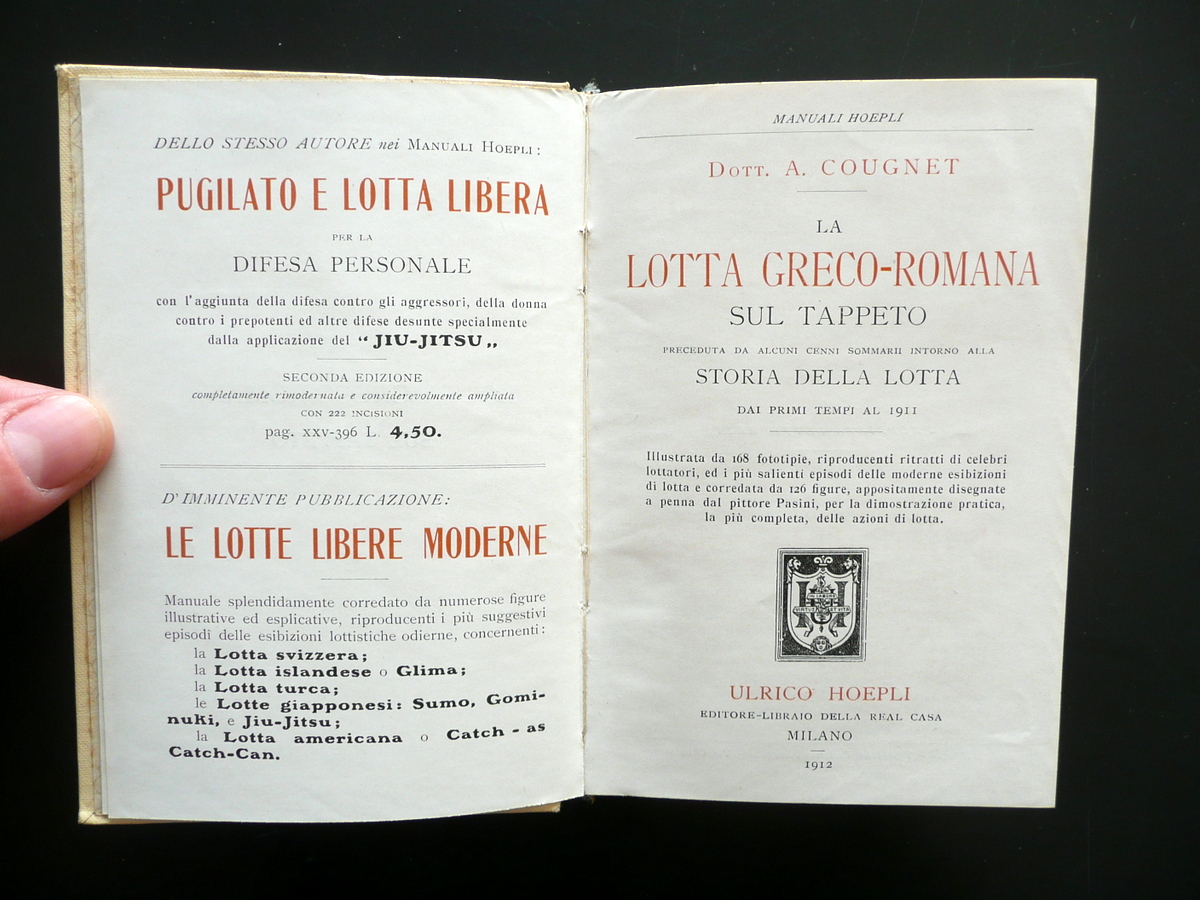 DELLO STESSO AUTORE nei MANUALI HOEPLI:
PUGILATO E LOTTA LIBERA
PER LA
DIFESA PERSONALE
con l'aggiunta della difesa contro gli aggressori, della donna
contro i prepotenti ed altre difese desunte specialmente
dalla applicazione del “JIU-JITSU„
SECONDA EDIZIONE
completamente rimodernata e considerevolmente ampliata
CON 222 INCISIONI
pag. XXV-396 L. 4,50.
D'IMMINENTE PUBBLICAZIONE:
LE LOTTE LIBERE MODERNE
Manuale splendidamente corredato da numerose figure
illustrative ed esplicative, riproducenti i più suggestivi
episodi delle esibizioni lottistiche odierne, concernenti:
la Lotta svizzera;
la Lotta islandese o Glima;
la Lotta turca;
le Lotte giapponesi: Sumo, Gomi-
nuki, e Jiu-Jitsu;
la Lotta americana o Catch-as
Catch-Can.
MANUALI HOEPLI
DOTT. A. COUGNET
LA
LOTTA GRECO-ROMANA
SUL TAPPETO
PRECEDUTA DA ALCUNI CENNI SOMMARII INTORNO ALLA
STORIA DELLA LOTTA
DAI PRIMI TEMPI AL 1911
Illustrata da 168 fototipie, riproducenti ritratti di celebri
lottatori, ed i più salienti episodi delle moderne esibizioni
di lotta e corredata da 126 figure, appositamente disegnate
a penna dal pittore Pasini, per la dimostrazione pratica,
la più completa, delle azioni di lotta.
ULRICO HOEPLI
EDITORE-LIBRAIO DELLA REAL CASA
MILANO
1912